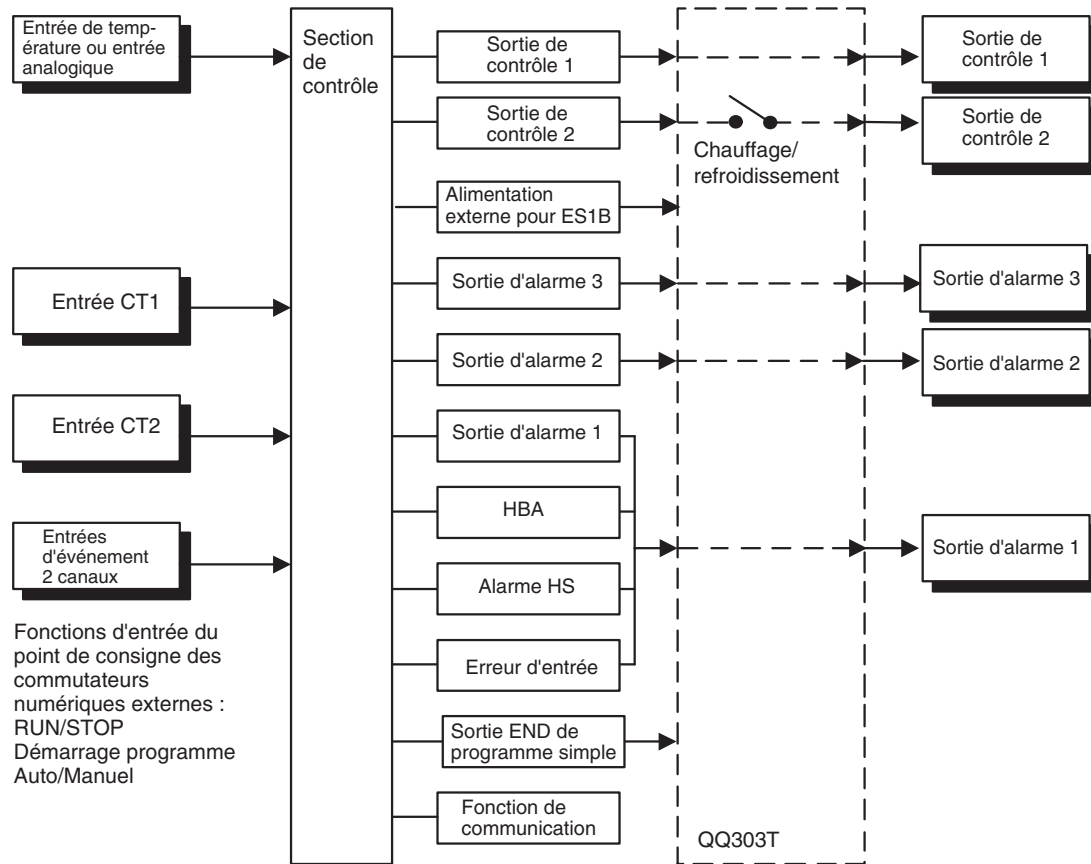 Entrée de temp-
érature ou entrée
analogique
Entrée CT1
Entrée CT2
Entrées
d'événement
2 canaux
Fonctions d'entrée du
point de consigne des
commutateurs
numériques externes :
RUN/STOP
Démarrage programme
Auto/Manuel
Section
de
contrôle
Sortie de
contrôle 1
Sortie de
contrôle 2
Alimentation
externe pour ES1B
Sortie d'alarme 3
Sortie d'alarme 2
Sortie d'alarme 1
HBA
Alarme HS
Erreur d'entrée
Sortie END de
programme simple
Fonction de
communication
Chauffage/
refroidissement
QQ303T
Sortie de
contrôle 1
Sortie de
contrôle 2
Sortie d'alarme 3
Sortie d'alarme 2
Sortie d'alarme 1